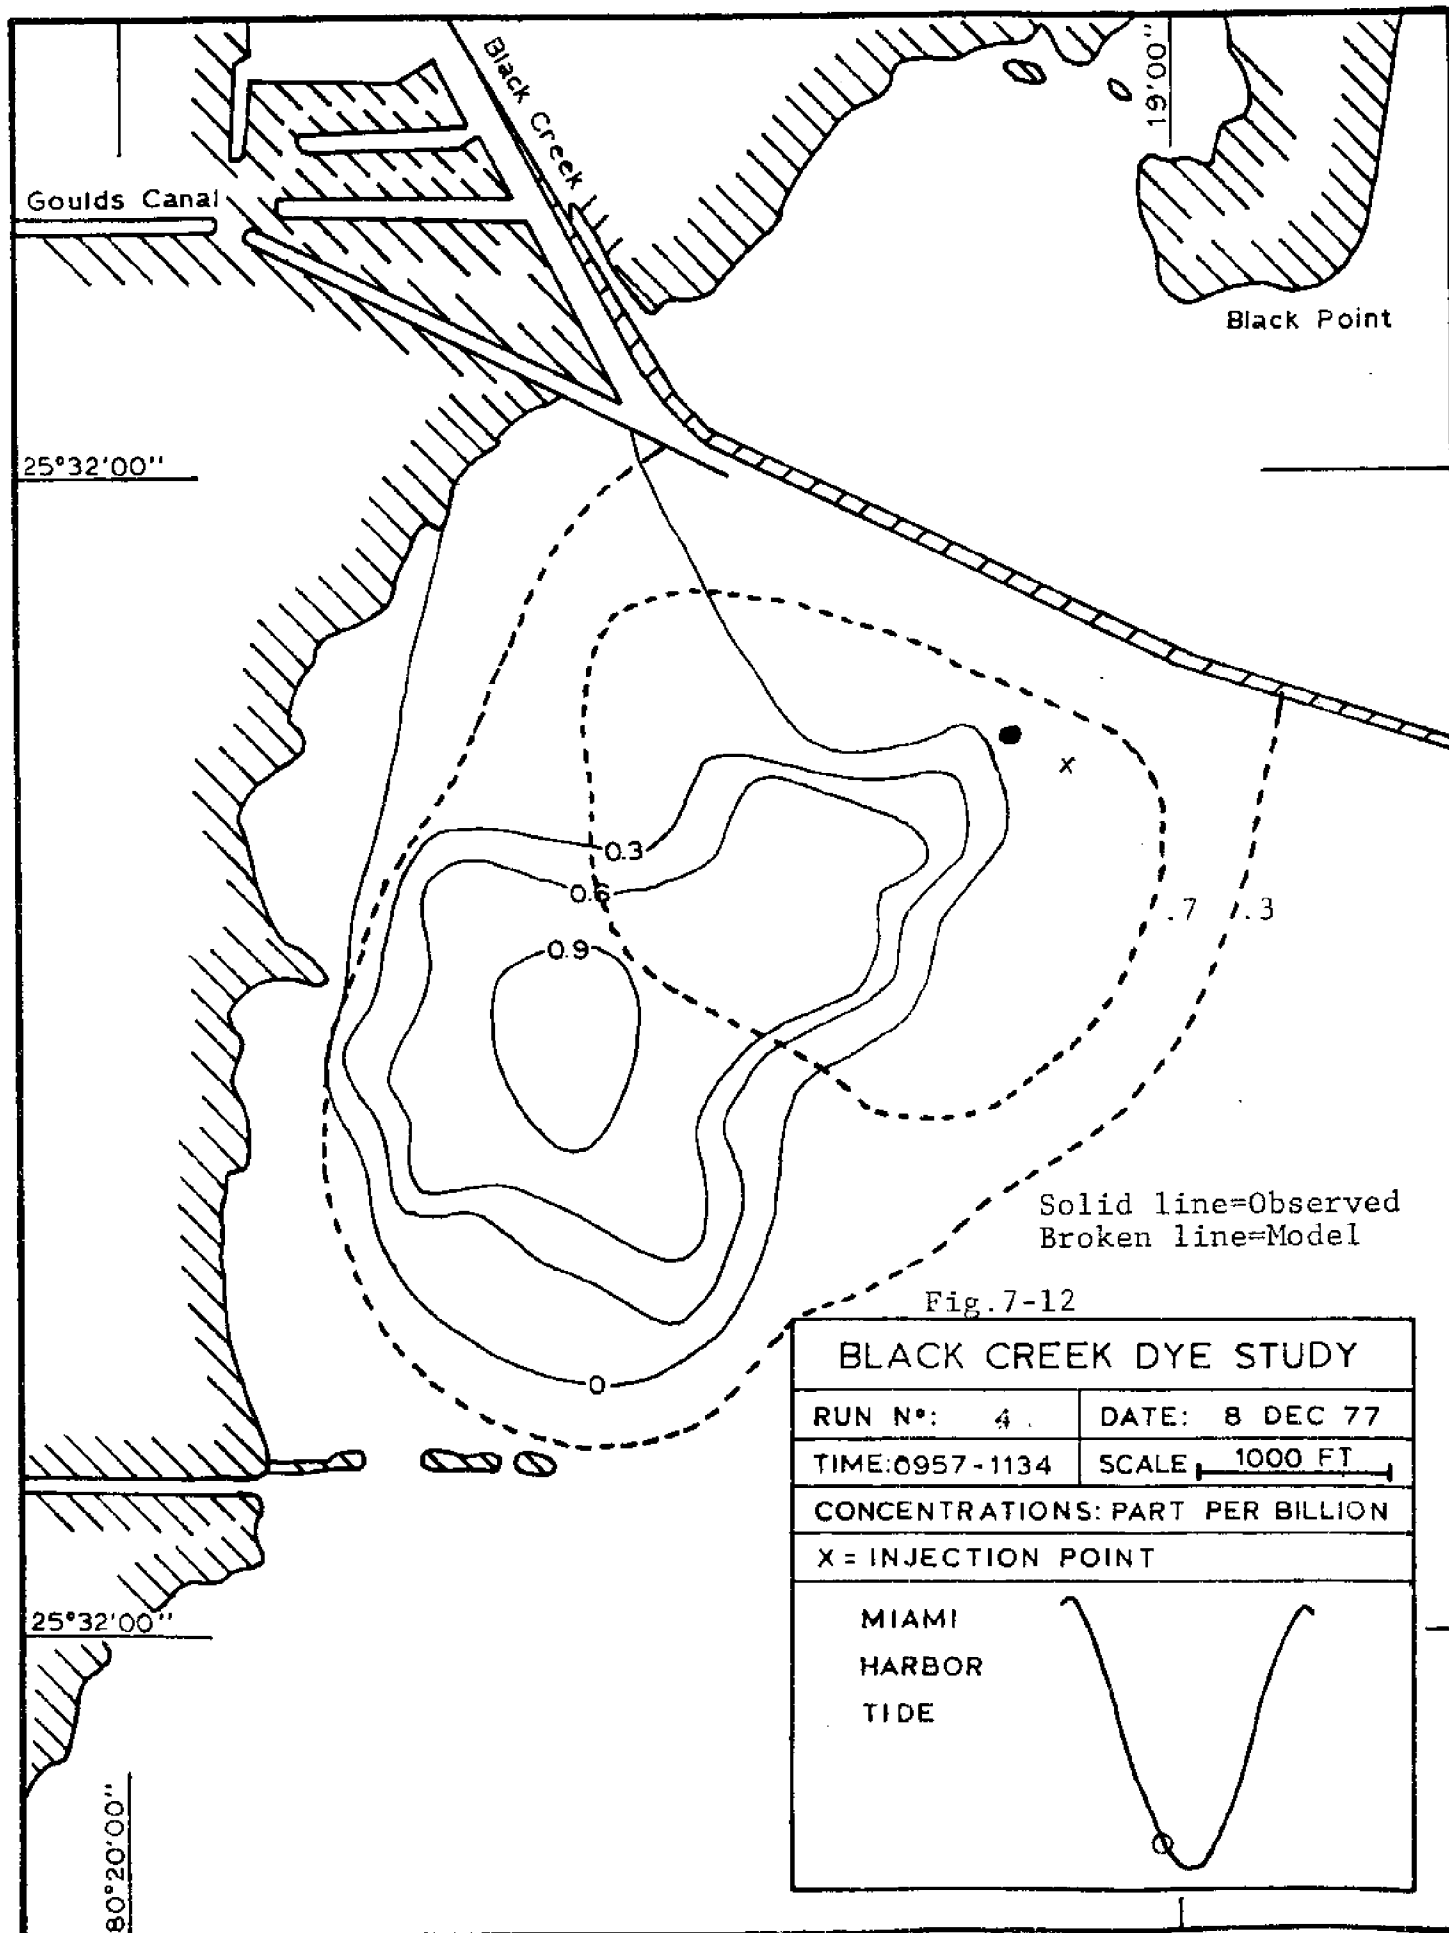 Black Creek
19'00"
Goulds Canal
Black Point
25°32'00"
x
0.3
0.6
.7
.3
0.9
Solid line=Observed
Broken line=Model
Fig.7-12
0
BLACK CREEK DYE STUDY
RUN Nº: 4.
DATE: 8 DEC 77
TIME:0957-1134
SCALE 1000 FT
CONCENTRATIONS: PART PER BILLION
X = INJECTION POINT
25°32'00"
MIAMI
HARBOR
TIDE
80°20'00"